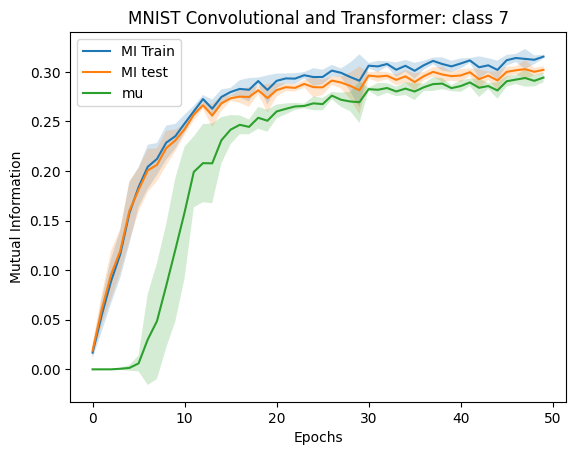 MNIST Convolutional and Transformer: class 7
MI Train
MI test
mu
Mutual Information
0.30
0.25
0.20
0.15
0.10
0.05
0.00
0 10 20 30 40 50
Epochs